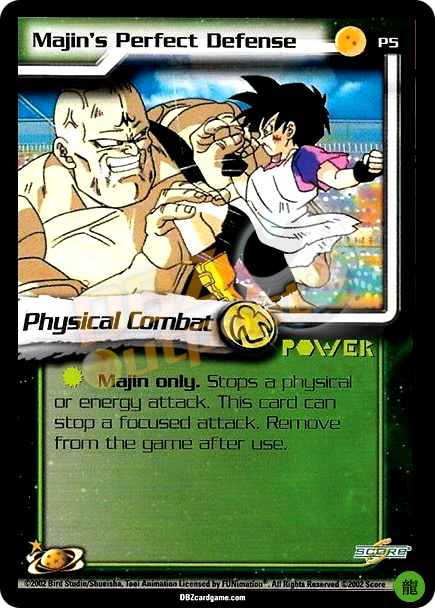 Majin's Perfect Defense P5
Physical Combat
POWER
Majin only. Stops a physical
or energy attack. This card can
stop a focused attack. Remove
from the game after use.
SCORE
©2002 Bird Studio/Shueisha, Toei Animation Licensed by FUNimation®. All Rights Reserved ©2002 Score
DBZcardgame.com
龍